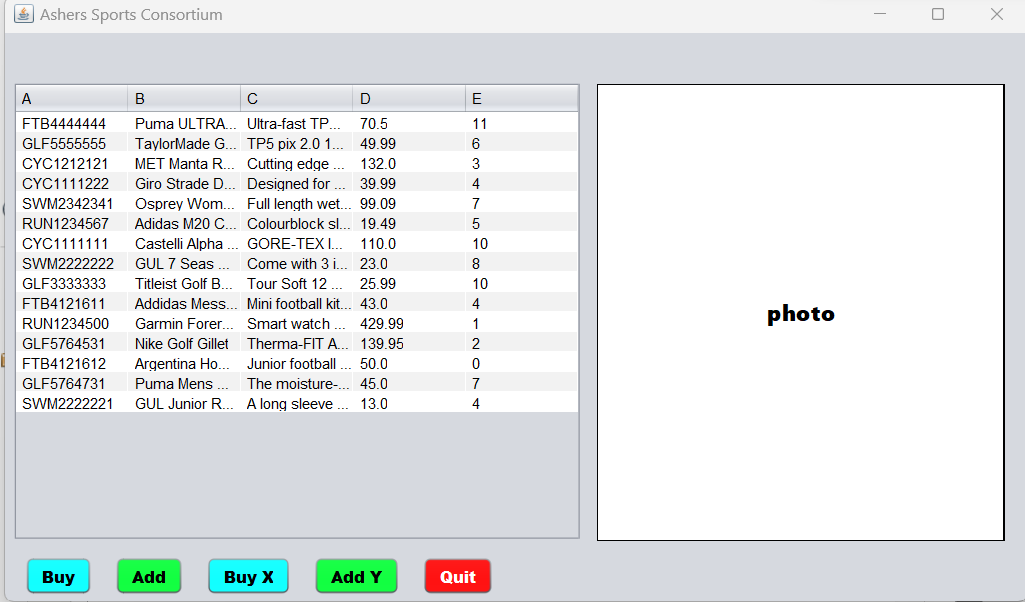 Ashers Sports Consortium
A B C D E
FTB4444444 Puma ULTRA... Ultra-fast TP... 70.5 11
GLF5555555 TaylorMade G... TP5 pix 2.0 1... 49.99 6
CYC1212121 MET Manta R... Cutting edge ... 132.0 3
CYC1111222 Giro Strade D... Designed for ... 39.99 4
SWM2342341 Osprey Wom... Full length wet... 99.09 7
RUN1234567 Adidas M20 C... Colourblock sl... 19.49 5
CYC1111111 Castelli Alpha ... GORE-TEX I... 110.0 10
SWM2222222 GUL 7 Seas ... Come with 3 i... 23.0 8
GLF3333333 Titleist Golf B... Tour Soft 12 ... 25.99 10
FTB4121611 Addidas Mess... Mini football kit... 43.0 4
RUN1234500 Garmin Forer... Smart watch ... 429.99 1
GLF5764531 Nike Golf Gillet Therma-FIT A... 139.95 2
FTB4121612 Argentina Ho... Junior football ... 50.0 0
GLF5764731 Puma Mens ... The moisture-... 45.0 7
SWM2222221 GUL Junior R... A long sleeve ... 13.0 4
photo
Buy Add Buy X Add Y Quit